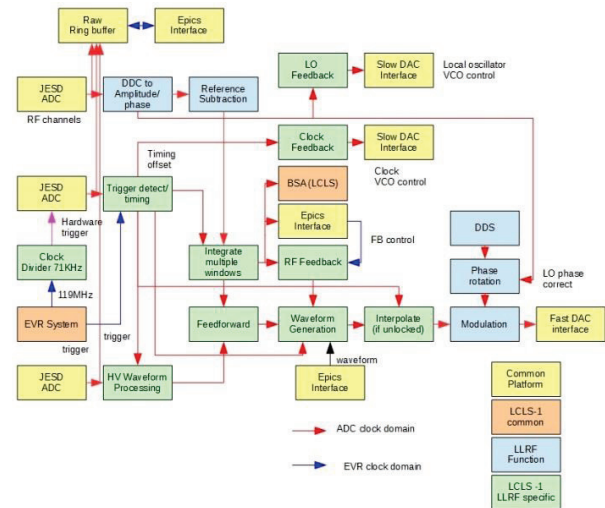 Raw
Ring buffer
Epics
Interface
LO
Feedback
Slow DAC
Interface
Local oscillator
VCO control
JESD
ADC
DDC to
Amplitude/
phase
Reference
Subtraction
RF channels
Clock
Feedback
Slow DAC
Interface
Timing
offset
Clock
VCO control
JESD
ADC
Trigger detect/
timing
BSA (LCLS)
Hardware
trigger
Epics
Interface
DDS
Clock
Divider 71KHz
Integrate
multiple
windows
RF Feedback
FB control
Phase
rotation
LO phase
correct
119MHz
EVR System
trigger
trigger
Feedforward
Waveform
Generation
Interpolate
(if unlocked)
Modulation
Fast DAC
interface
waveform
JESD
ADC
HV Waveform
Processing
Epics
Interface
Common
Platform
ADC clock domain
LCLS-1
common
EVR clock domain
LLRF
Function
LCLS -1
LLRF specific